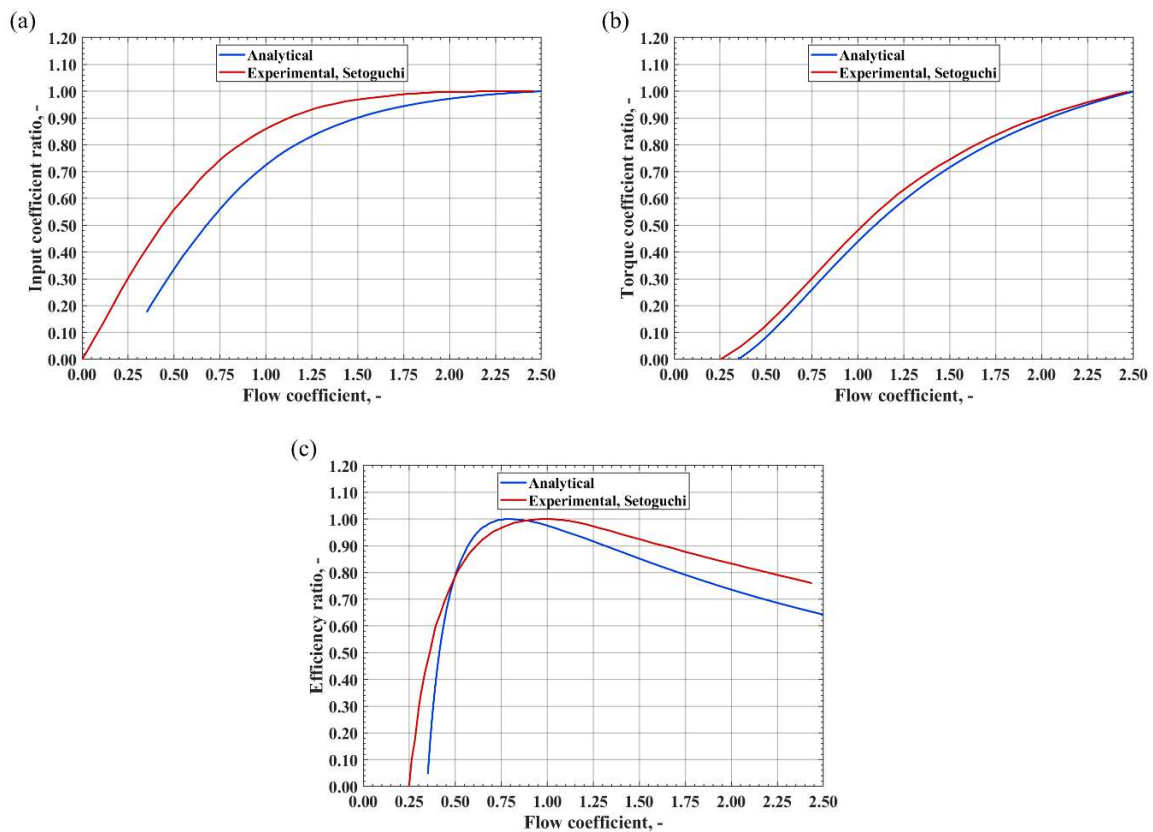 (a)
1.20
1.10
1.00
0.90
0.80
0.70
0.60
0.50
0.40
0.30
0.20
0.10
0.00
Input coefficient ratio, -
Analytical
Experimental, Setoguchi
0.00 0.25 0.50 0.75 1.00 1.25 1.50 1.75 2.00 2.25 2.50
Flow coefficient, -
(b)
1.20
1.10
1.00
0.90
0.80
0.70
0.60
0.50
0.40
0.30
0.20
0.10
0.00
Torque coefficient ratio, -
Analytical
Experimental, Setoguchi
0.00 0.25 0.50 0.75 1.00 1.25 1.50 1.75 2.00 2.25 2.50
Flow coefficient, -
(c)
1.20
1.10
1.00
0.90
0.80
0.70
0.60
0.50
0.40
0.30
0.20
0.10
0.00
Efficiency ratio, -
Analytical
Experimental, Setoguchi
0.00 0.25 0.50 0.75 1.00 1.25 1.50 1.75 2.00 2.25 2.50
Flow coefficient, -